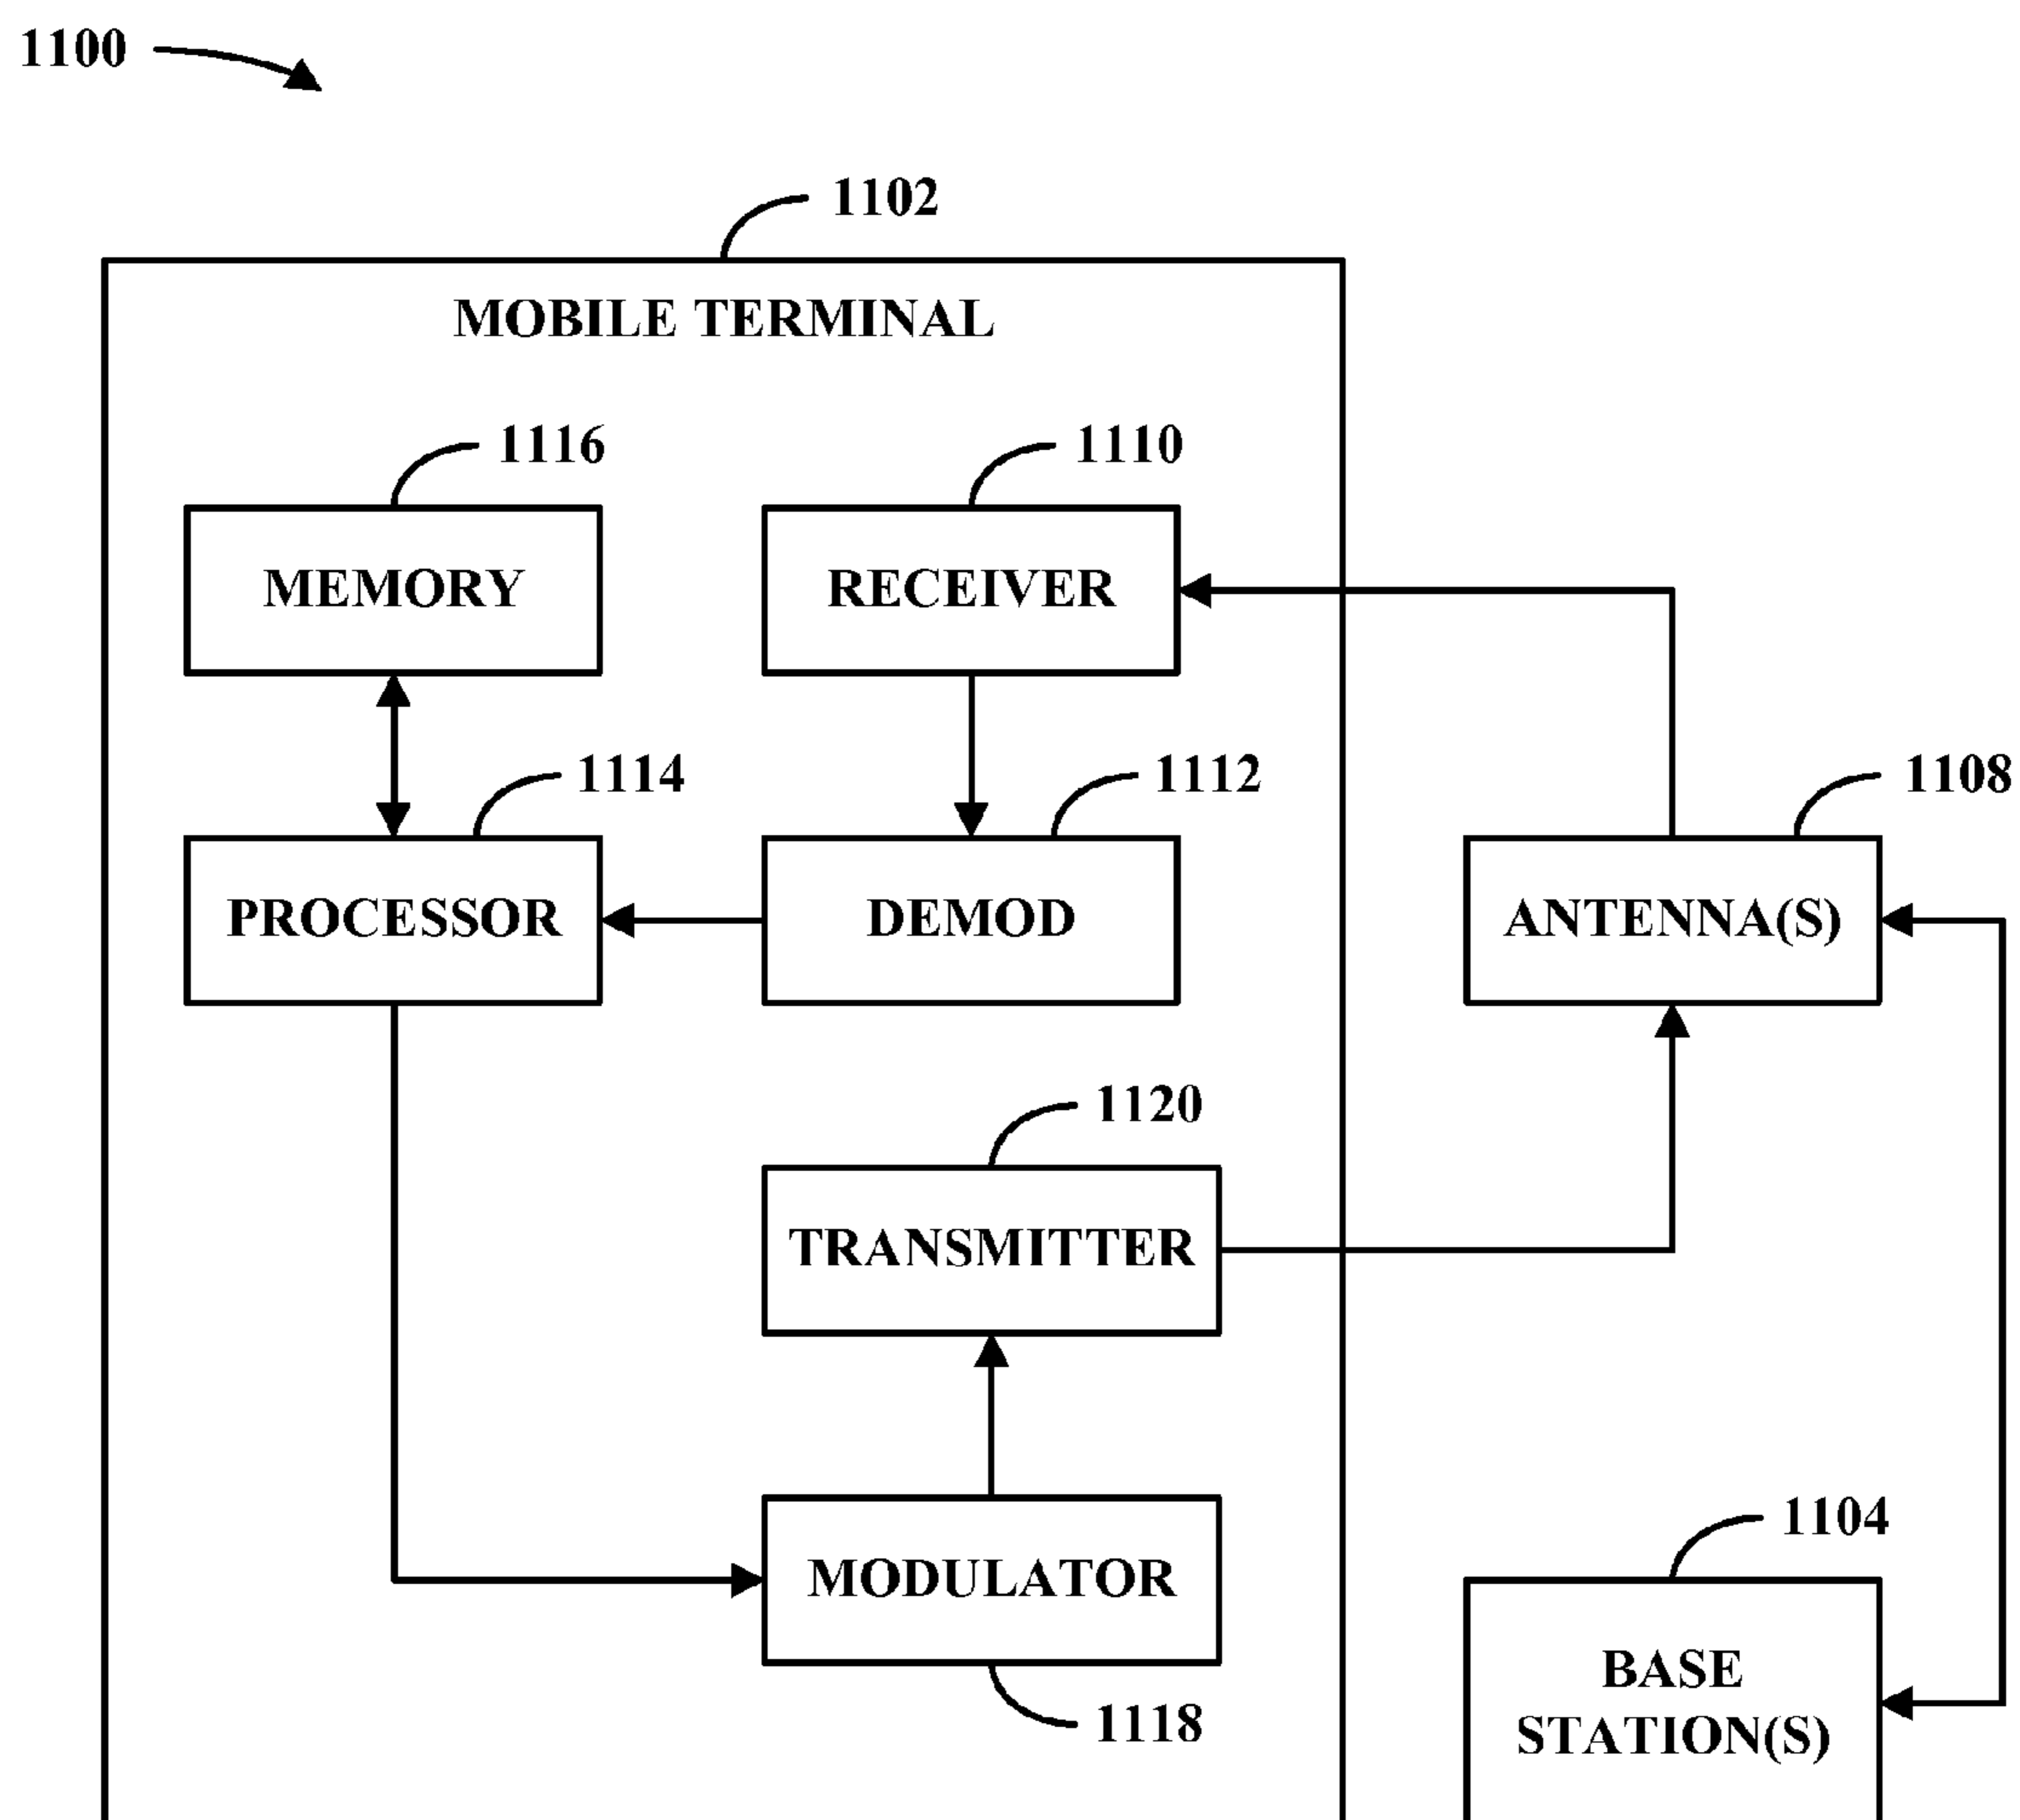 1100
1102
MOBILE TERMINAL
1116
1110
MEMORY
RECEIVER
1114
1112
1108
PROCESSOR
DEMOD
ANTENNA(S)
1120
TRANSMITTER
1104
MODULATOR
BASE
STATION(S)
1118